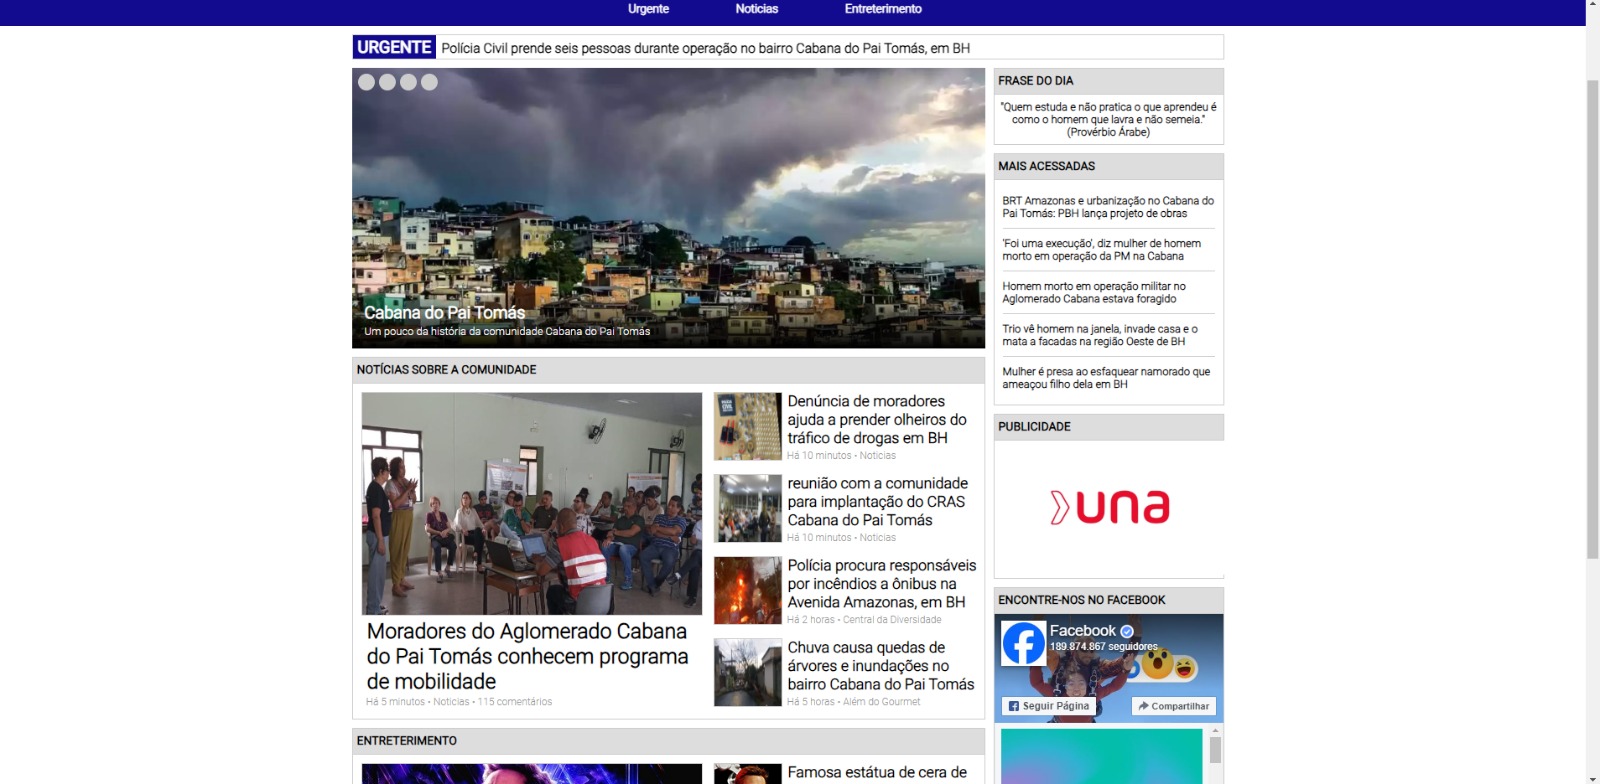 Urgente Noticias Entreterimento
URGENTE Polícia Civil prende seis pessoas durante operação no bairro Cabana do Pai Tomás, em BH
Cabana do Pai Tomás
Um pouco da história da comunidade Cabana do Pai Tomás
NOTÍCIAS SOBRE A COMUNIDADE
Moradores do Aglomerado Cabana
do Pai Tomás conhecem programa
de mobilidade
Há 5 minutos • Noticias • 115 comentários
Denúncia de moradores
ajuda a prender olheiros do
tráfico de drogas em BH
Há 10 minutos • Noticias
reunião com a comunidade
para implantação do CRAS
Cabana do Pai Tomás
Há 10 minutos • Noticias
Polícia procura responsáveis
por incêndios a ônibus na
Avenida Amazonas, em BH
Há 2 horas • Central da Diversidade
Chuva causa quedas de
árvores e inundações no
bairro Cabana do Pai Tomás
Há 5 horas • Além do Gourmet
ENTRETERIMENTO
Famosa estátua de cera de
FRASE DO DIA
"Quem estuda e não pratica o que aprendeu é
como o homem que lavra e não semeia."
(Provérbio Árabe)
MAIS ACESSADAS
BRT Amazonas e urbanização no Cabana do
Pai Tomás: PBH lança projeto de obras
'Foi uma execução', diz mulher de homem
morto em operação da PM na Cabana
Homem morto em operação militar no
Aglomerado Cabana estava foragido
Trio vê homem na janela, invade casa e o
mata a facadas na região Oeste de BH
Mulher é presa ao esfaquear namorado que
ameaçou filho dela em BH
PUBLICIDADE
una
ENCONTRE-NOS NO FACEBOOK
Facebook
189.874.867 seguidores
Seguir Página Compartilhar